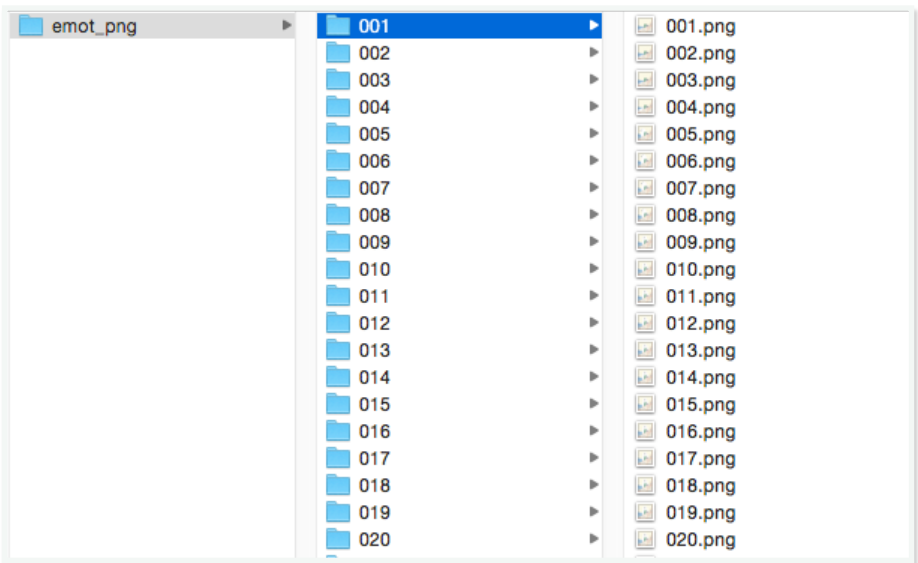 emot_png
001
002
003
004
005
006
007
008
009
010
011
012
013
014
015
016
017
018
019
020
001.png
002.png
003.png
004.png
005.png
006.png
007.png
008.png
009.png
010.png
011.png
012.png
013.png
014.png
015.png
016.png
017.png
018.png
019.png
020.png